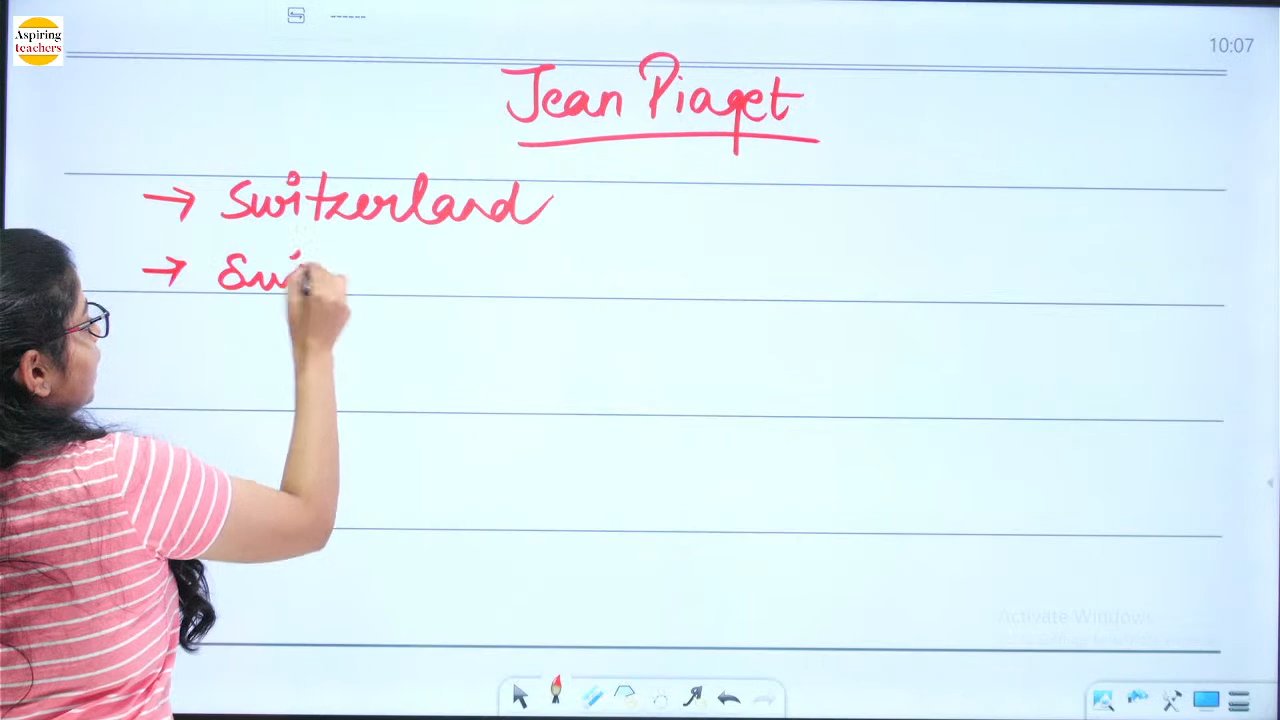 Aspiring
teachers
10:07
Jean Piaget
→ Switzerland
→ Swi
Activate Windows